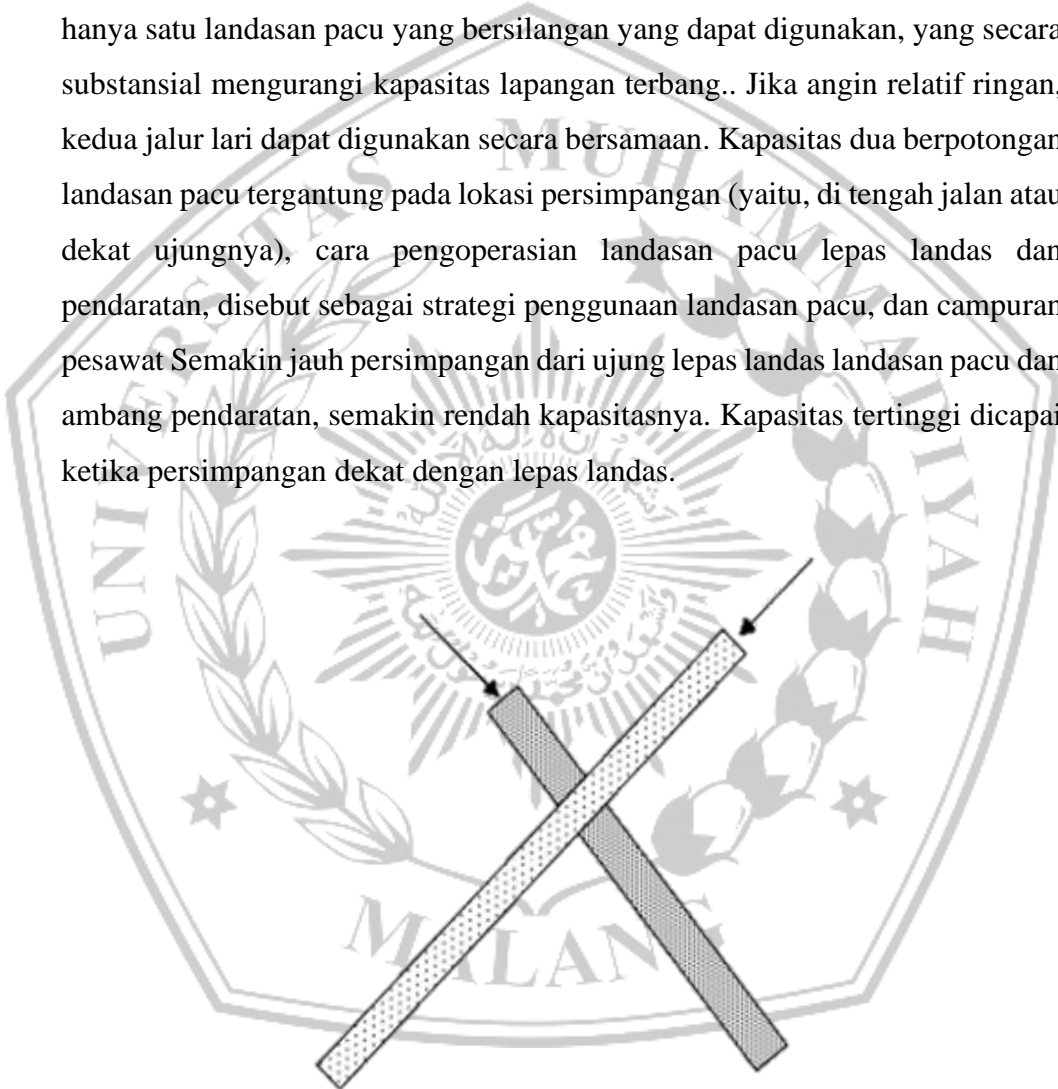 hanya satu landasan pacu yang bersilangan yang dapat digunakan, yang secara
substansial mengurangi kapasitas lapangan terbang.. Jika angin relatif ringan,
kedua jalur lari dapat digunakan secara bersamaan. Kapasitas dua berpotongan
landasan pacu tergantung pada lokasi persimpangan (yaitu, di tengah jalan atau
dekat ujungnya), cara pengoperasian landasan pacu lepas landas dan
pendaratan, disebut sebagai strategi penggunaan landasan pacu, dan campuran
pesawat Semakin jauh persimpangan dari ujung lepas landas landasan pacu dan
ambang pendaratan, semakin rendah kapasitasnya. Kapasitas tertinggi dicapai
ketika persimpangan dekat dengan lepas landas.
UNIVERSITAS MUHAMMADIYAH
MALANG